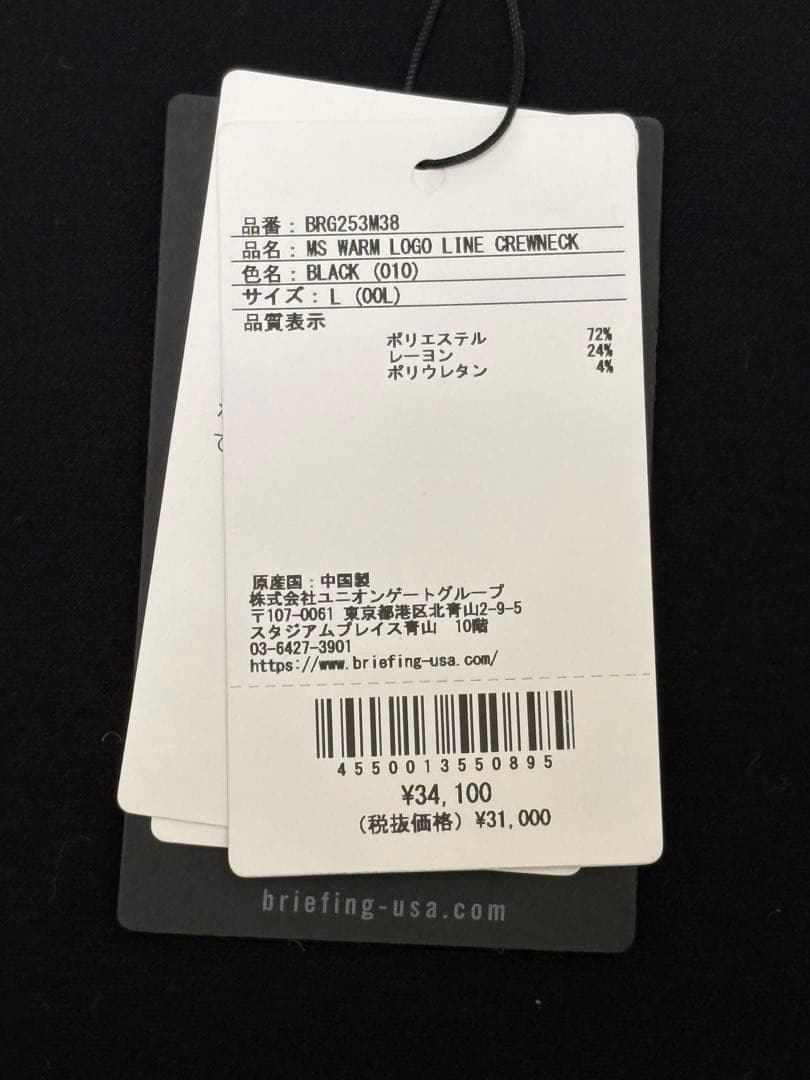 品番：BRG253M38
品名：MS WARM LOGO LINE CREWNECK
色名：BLACK (010)
サイズ：L (00L)
品質表示
ポリエステル 72%
レーヨン 24%
ポリウレタン 4%
原産国：中国製
株式会社ユニオンゲートグループ
〒107-0061 東京都港区北青山2-9-5
スタジアムプレイス青山 10階
03-6427-3901
https://www.briefing-usa.com/
4550013550895
¥34,100
(税抜価格) ¥31,000
briefing-usa.com